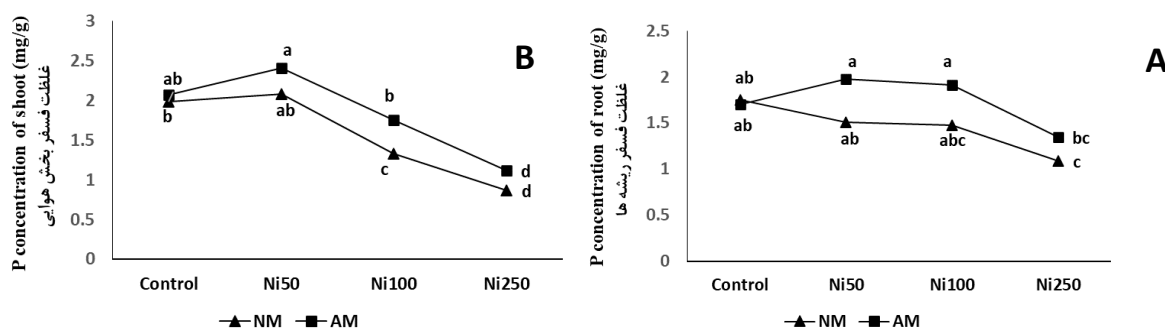 B
P concentration of shoot (mg/g)
غلظت فسفر بخش هوایی
3
2.5
2
1.5
1
0.5
0
ab
a
b
d
b
ab
c
d
Control Ni50 Ni100 Ni250
NM AM
A
P concentration of root (mg/g)
غلظت فسفر ریشه ها
2.5
2
1.5
1
0.5
0
ab
a
a
bc
ab
ab
abc
c
Control Ni50 Ni100 Ni250
NM AM